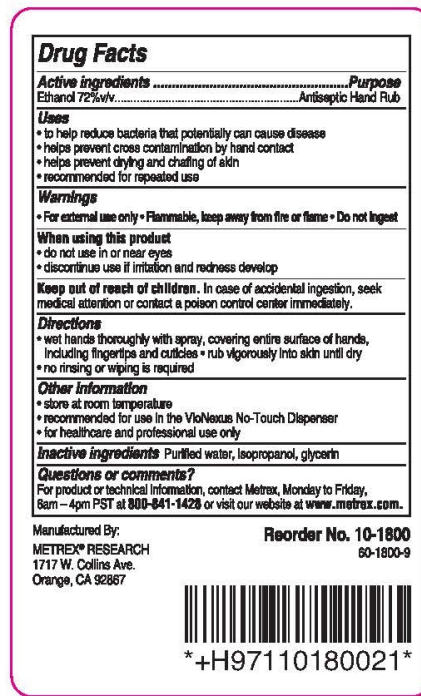 Drug Facts
Active ingredients ..................................................Purpose
Ethanol 72%v/v..................................................Antiseptic Hand Rub
Uses
• to help reduce bacteria that potentially can cause disease
• helps prevent cross contamination by hand contact
• helps prevent drying and chafing of skin
• recommended for repeated use
Warnings
• For external use only • Flammable, keep away from fire or flame • Do not ingest
When using this product
• do not use in or near eyes
• discontinue use if irritation and redness develop
Keep out of reach of children. In case of accidental ingestion, seek
medical attention or contact a poison control center immediately.
Directions
• wet hands thoroughly with spray, covering entire surface of hands,
including fingertips and cuticles • rub vigorously into skin until dry
• no rinsing or wiping is required
Other information
• store at room temperature
• recommended for use in the VioNexus No-Touch Dispenser
• for healthcare and professional use only
Inactive ingredients Purified water, isopropanol, glycerin
Questions or comments?
For product or technical information, contact Metrex, Monday to Friday,
6am – 4pm PST at 800-841-1428 or visit our website at www.metrex.com.
Manufactured By:
METREX® RESEARCH
1717 W. Collins Ave.
Orange, CA 92867
Reorder No. 10-1800
60-1800-9
*+H97110180021*